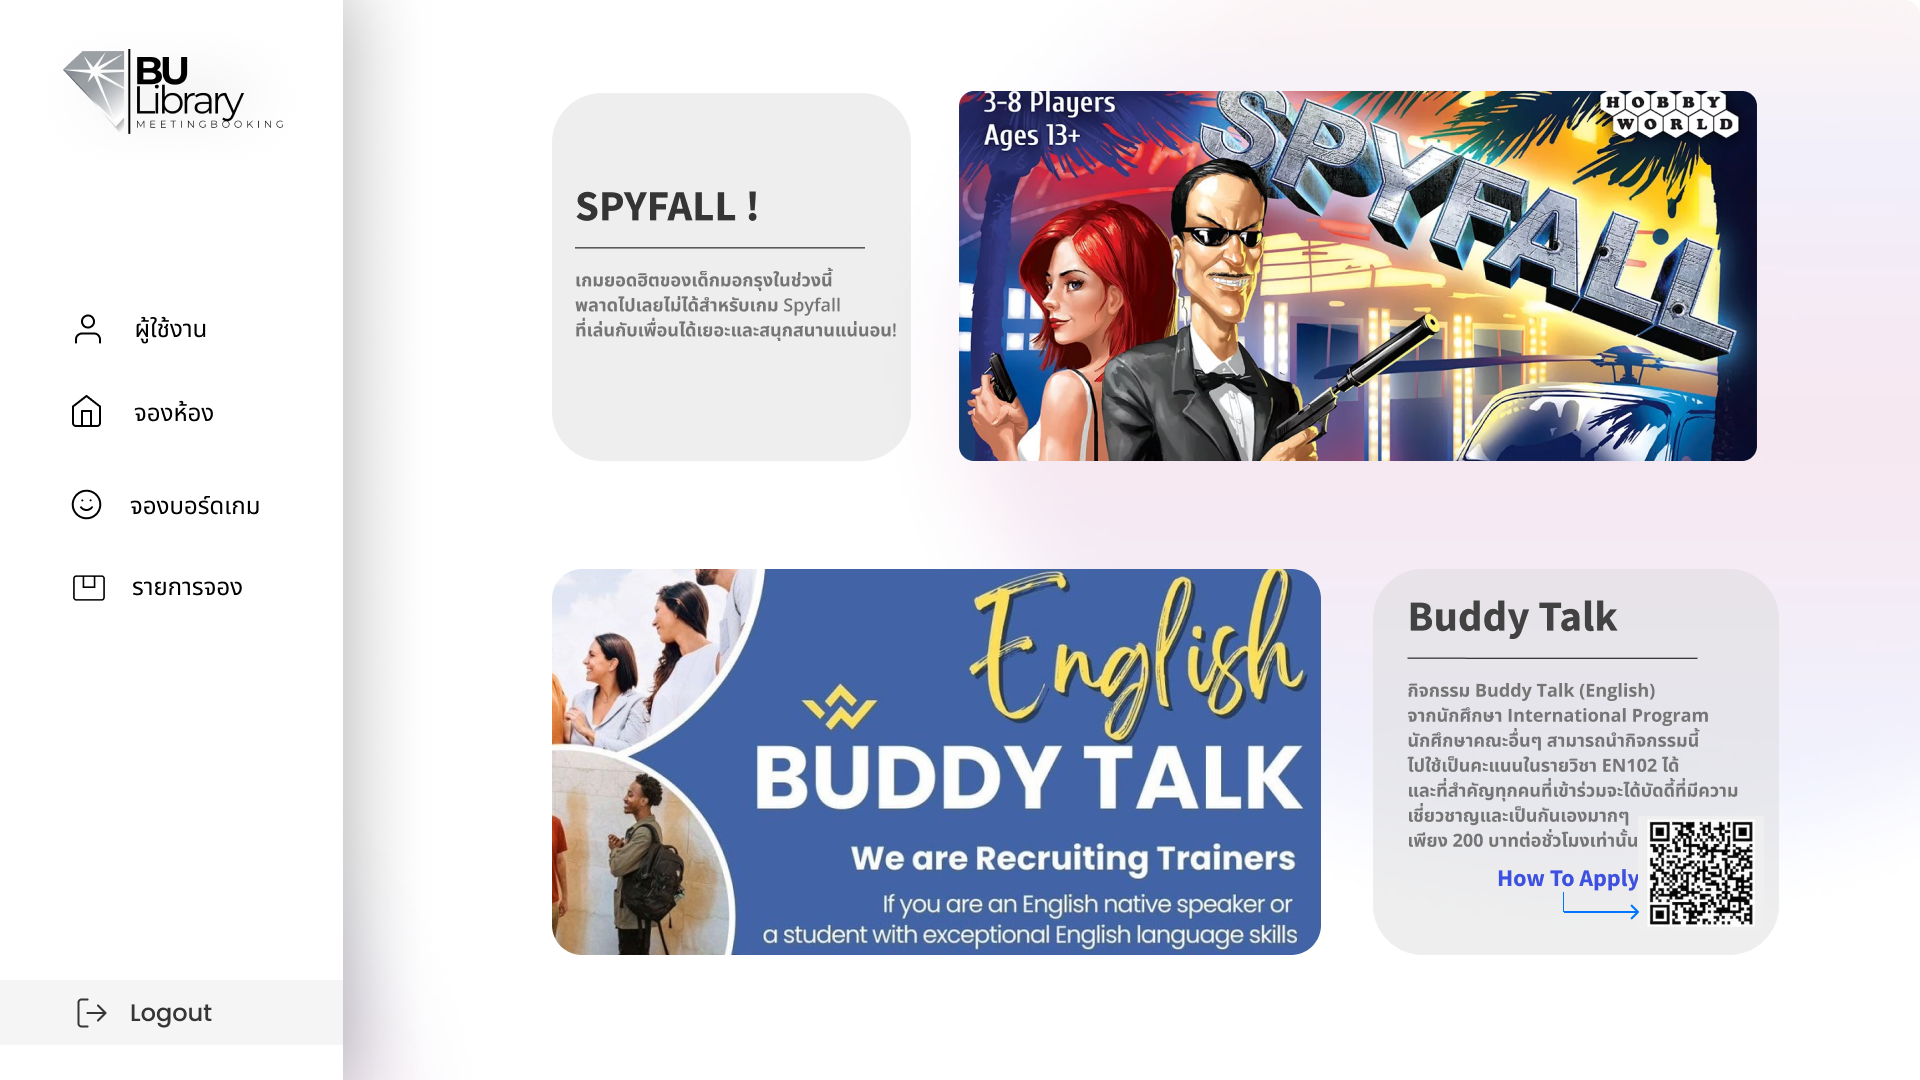 BU
Library
MEETINGBOOKING
ผู้ใช้งาน
จองห้อง
จองบอร์ดเกม
รายการจอง
Logout
SPYFALL !
เกมยอดฮิตของเด็กมอกรุงในช่วงนี้
พลาดไปเลยไม่ได้สำหรับเกม Spyfall
ที่เล่นกับเพื่อนได้เยอะและสนุกสนานแน่นอน!
3-8 Players
Ages 13+
HOBBY
WORLD
SPYFALL
English
BUDDY TALK
We are Recruiting Trainers
If you are an English native speaker or
a student with exceptional English language skills
Buddy Talk
กิจกรรม Buddy Talk (English)
จากนักศึกษา International Program
นักศึกษาคณะอื่นๆ สามารถนำกิจกรรมนี้
ไปใช้เป็นคะแนนในรายวิชา EN102 ได้
และที่สำคัญทุกคนที่เข้าร่วมจะได้บัดดี้ที่มีความ
เชี่ยวชาญและเป็นกันเองมากๆ
เพียง 200 บาทต่อชั่วโมงเท่านั้น
How To Apply